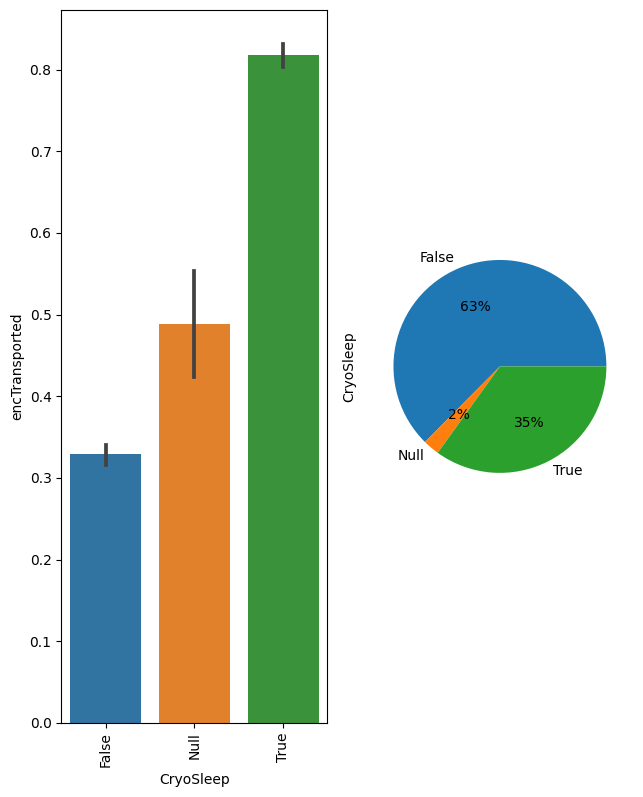 0.8
0.7
0.6
0.5
0.4
0.3
0.2
0.1
0.0
encTransported
False
Null
True
CryoSleep
CryoSleep
False
63%
2%
35%
Null
True